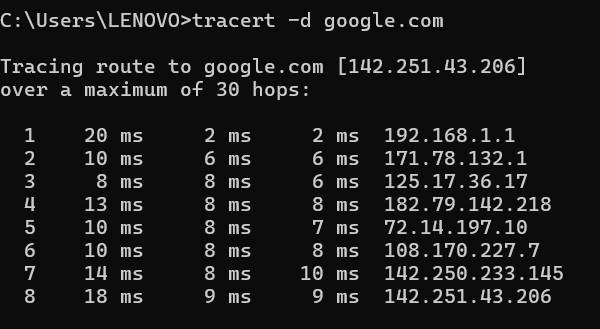 C:\Users\LENOVO>tracert -d google.com
Tracing route to google.com [142.251.43.206]
over a maximum of 30 hops:
1 20 ms 2 ms 2 ms 192.168.1.1
2 10 ms 6 ms 6 ms 171.78.132.1
3 8 ms 8 ms 6 ms 125.17.36.17
4 13 ms 8 ms 8 ms 182.79.142.218
5 10 ms 8 ms 7 ms 72.14.197.10
6 10 ms 8 ms 8 ms 108.170.227.7
7 14 ms 8 ms 10 ms 142.250.233.145
8 18 ms 9 ms 9 ms 142.251.43.206